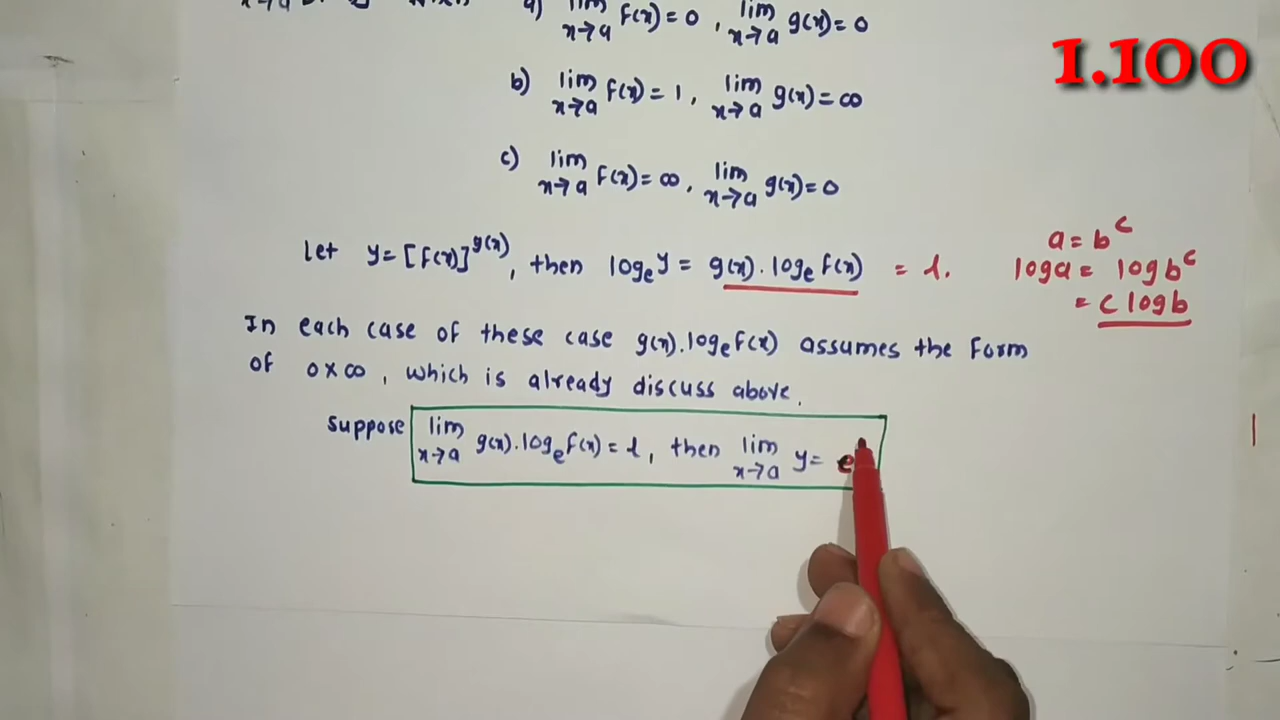 a) lim x→a f(x) = 0 , lim x→a g(x) = 0
1.100
b) lim x→a f(x) = 1 , lim x→a g(x) = ∞
c) lim x→a f(x) = ∞ , lim x→a g(x) = 0
Let y = [f(x)]^g(x) , then log_e y = g(x) . log_e f(x) = l.
a = b^c
log a = log b^c
= c log b
In each case of these case g(x).log_e f(x) assumes the form
of 0×∞ , which is already discuss above.
Suppose lim x→a g(x).log_e f(x) = l , then lim x→a y = e